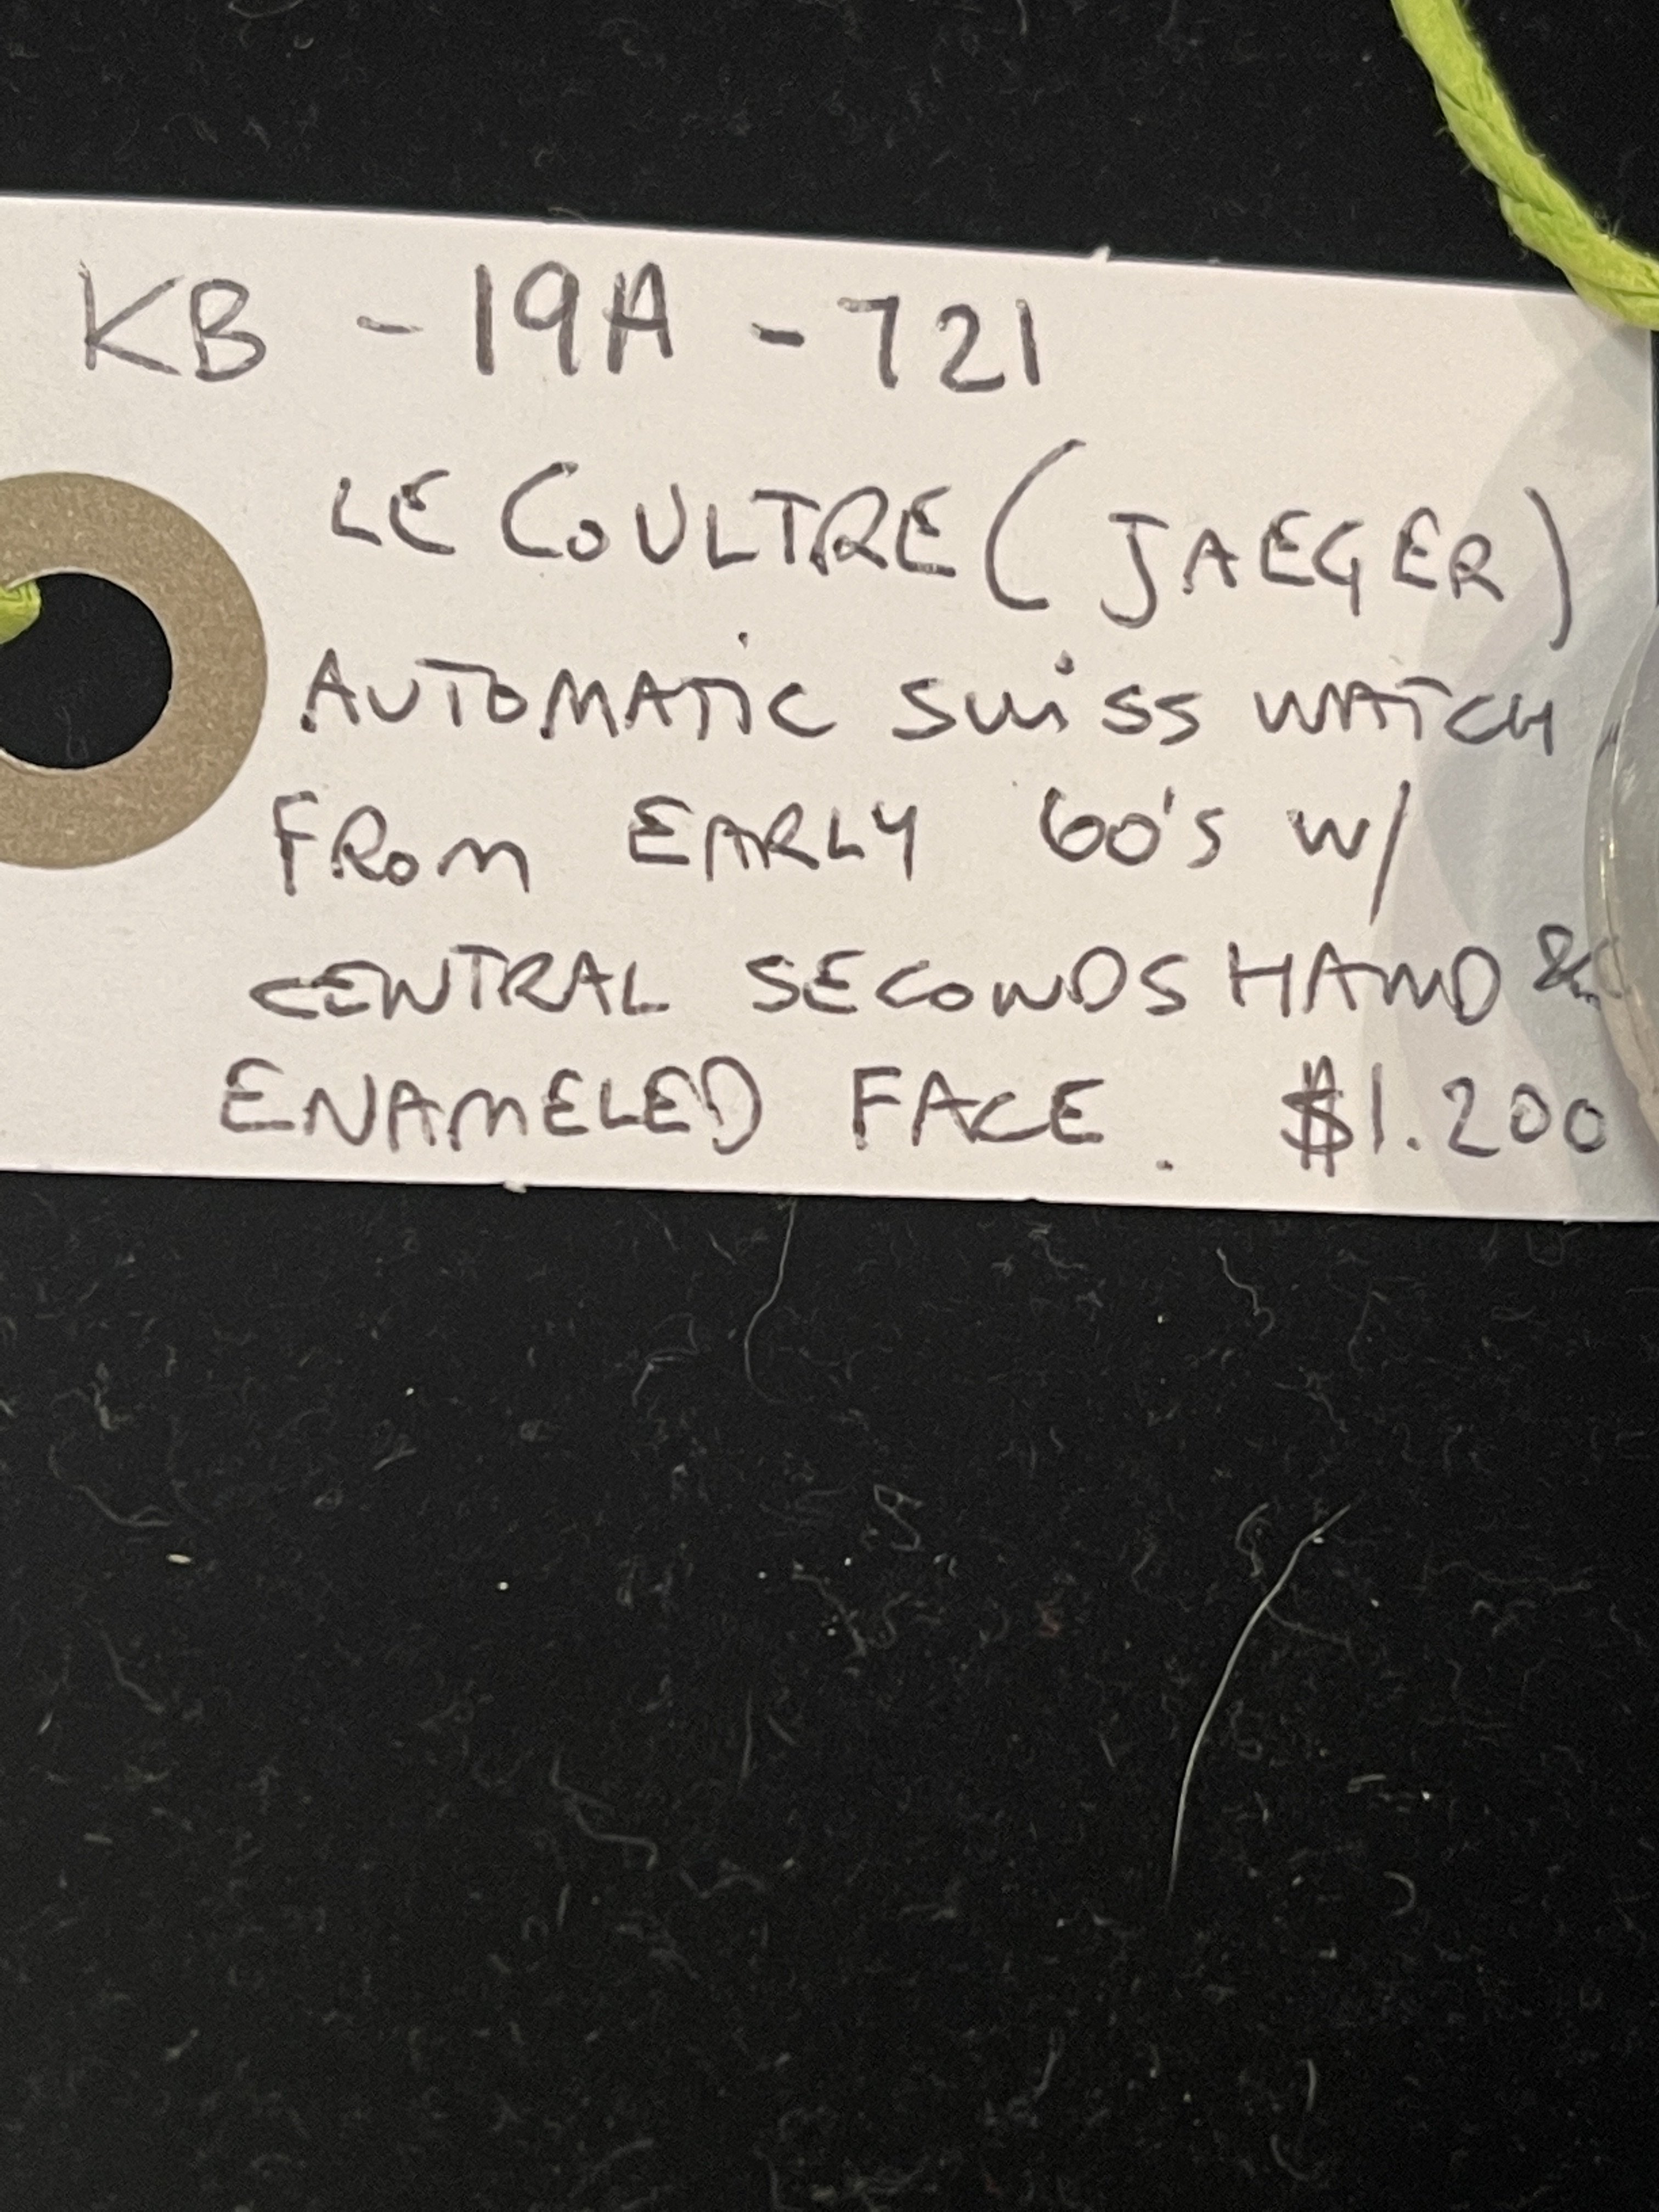 KB - 19A - 721
LE COULTRE (JAEGER)
AUTOMATIC SWISS WATCH
FROM EARLY 60'S W/
CENTRAL SECONDS HAND &
ENAMELED FACE. $1.200